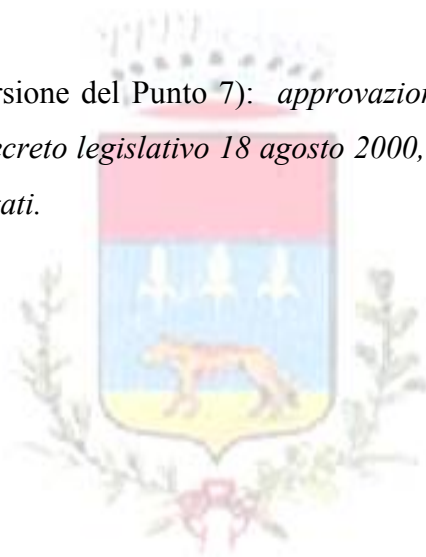 rsione del Punto 7): approvazion
ecreto legislativo 18 agosto 2000,
ati.